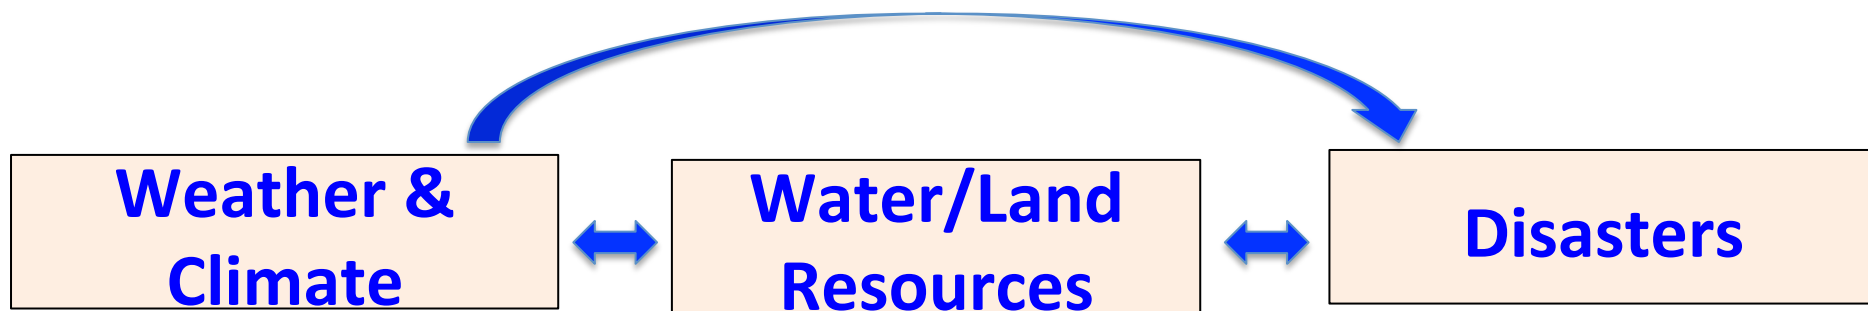 Weather &
Climate
Water/Land
Resources
Disasters